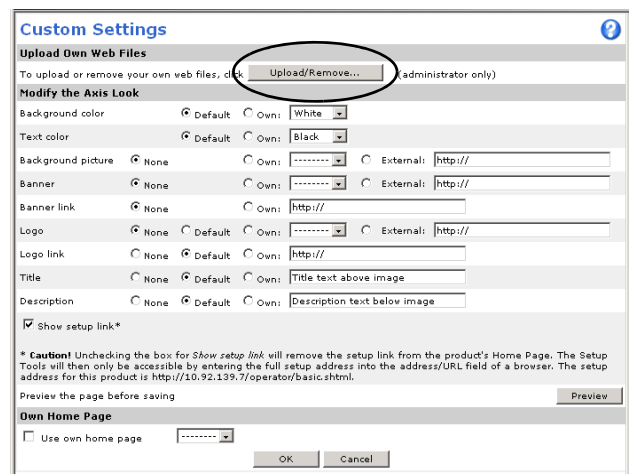 Custom Settings ?
Upload Own Web Files
To upload or remove your own web files, click Upload/Remove... (administrator only)
Modify the Axis Look
Background color Default Own: White
Text color Default Own: Black
Background picture None Own: -------- External: http://
Banner None Own: -------- External: http://
Banner link None Own: http://
Logo None Default Own: -------- External: http://
Logo link None Default Own: http://
Title None Default Own: Title text above image
Description None Default Own: Description text below image
Show setup link*
* Caution! Unchecking the box for Show setup link will remove the setup link from the product's Home Page. The Setup
Tools will then only be accessible by entering the full setup address into the address/URL field of a browser. The setup
address for this product is http://10.92.139.7/operator/basic.shtml.
Preview the page before saving Preview
Own Home Page
Use own home page --------
OK Cancel